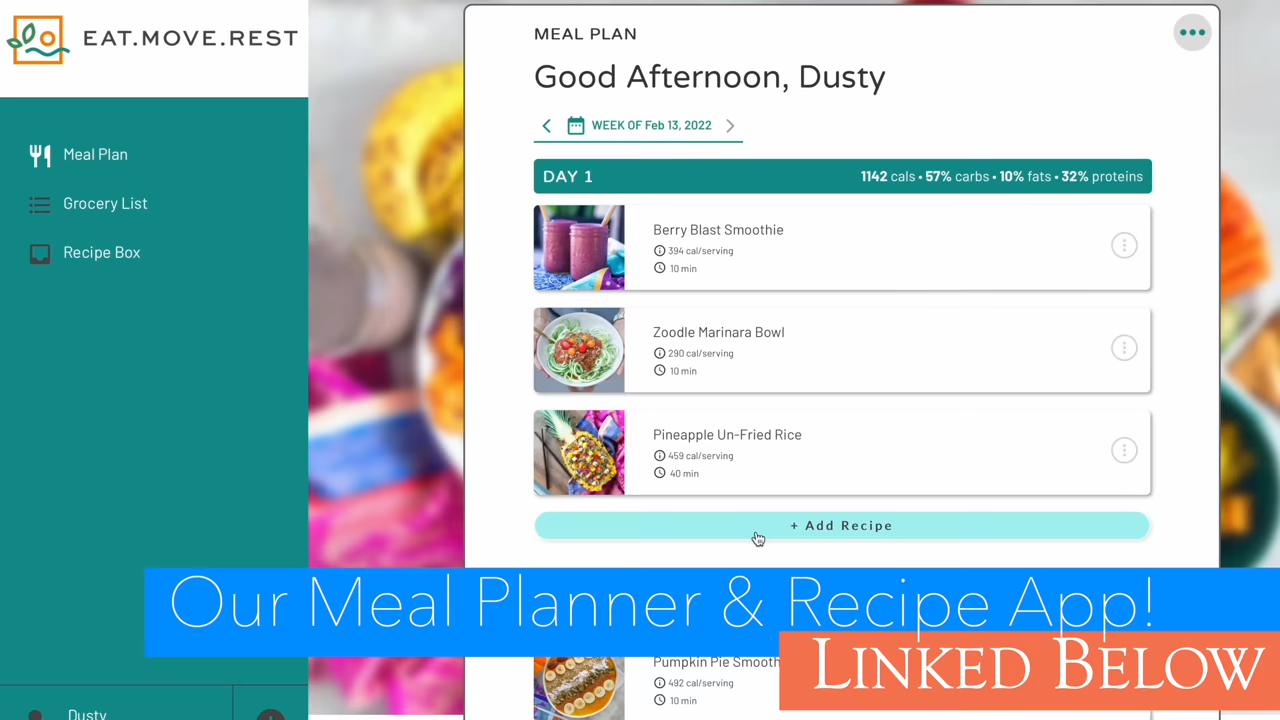 EAT.MOVE.REST
Meal Plan
Grocery List
Recipe Box
Dusty
MEAL PLAN
Good Afternoon, Dusty
WEEK OF Feb 13, 2022
DAY 1
1142 cals • 57% carbs • 10% fats • 32% proteins
Berry Blast Smoothie
394 cal/serving
10 min
Zoodle Marinara Bowl
290 cal/serving
10 min
Pineapple Un-Fried Rice
459 cal/serving
40 min
+ Add Recipe
Our Meal Planner & Recipe App!
LINKED BELOW
Pumpkin Pie Smooth
492 cal/serving
10 min